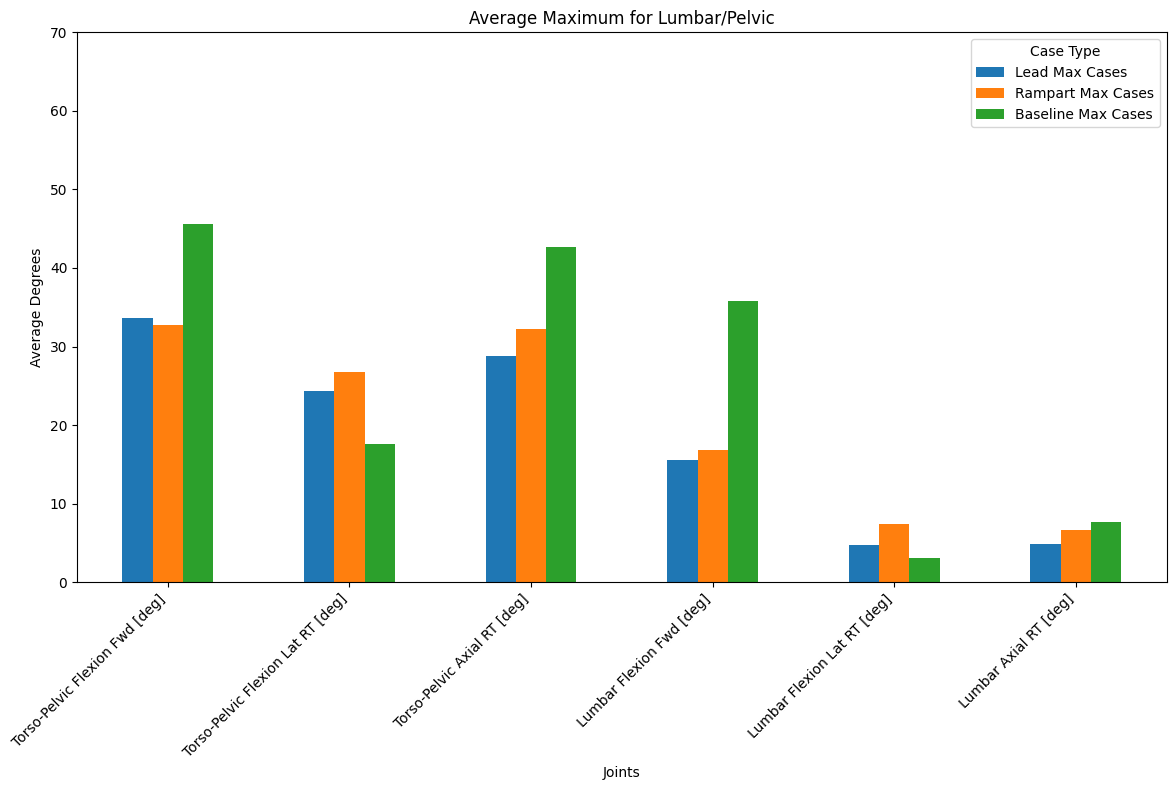 Average Maximum for Lumbar/Pelvic
Case Type
Lead Max Cases
Rampart Max Cases
Baseline Max Cases
Average Degrees
70
60
50
40
30
20
10
0
Torso-Pelvic Flexion Fwd [deg]
Torso-Pelvic Flexion Lat RT [deg]
Torso-Pelvic Axial RT [deg]
Lumbar Flexion Fwd [deg]
Lumbar Flexion Lat RT [deg]
Lumbar Axial RT [deg]
Joints